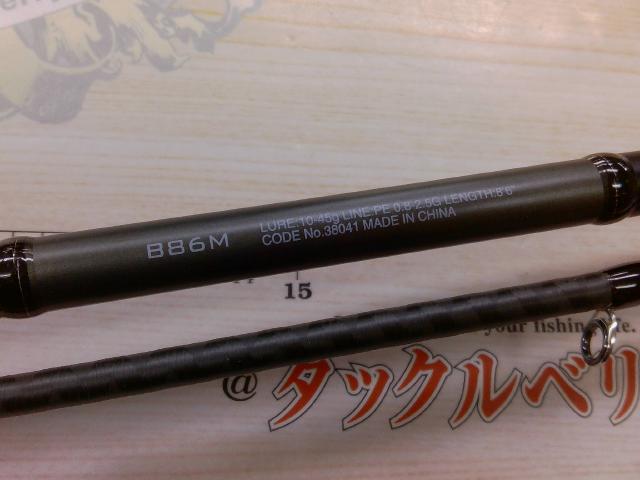 B86M
LURE:10-45g LINE:PE 0.8-2.5G LENGTH:8'6"
CODE No.38041 MADE IN CHINA
15
your fishing life.
@タックルベリ